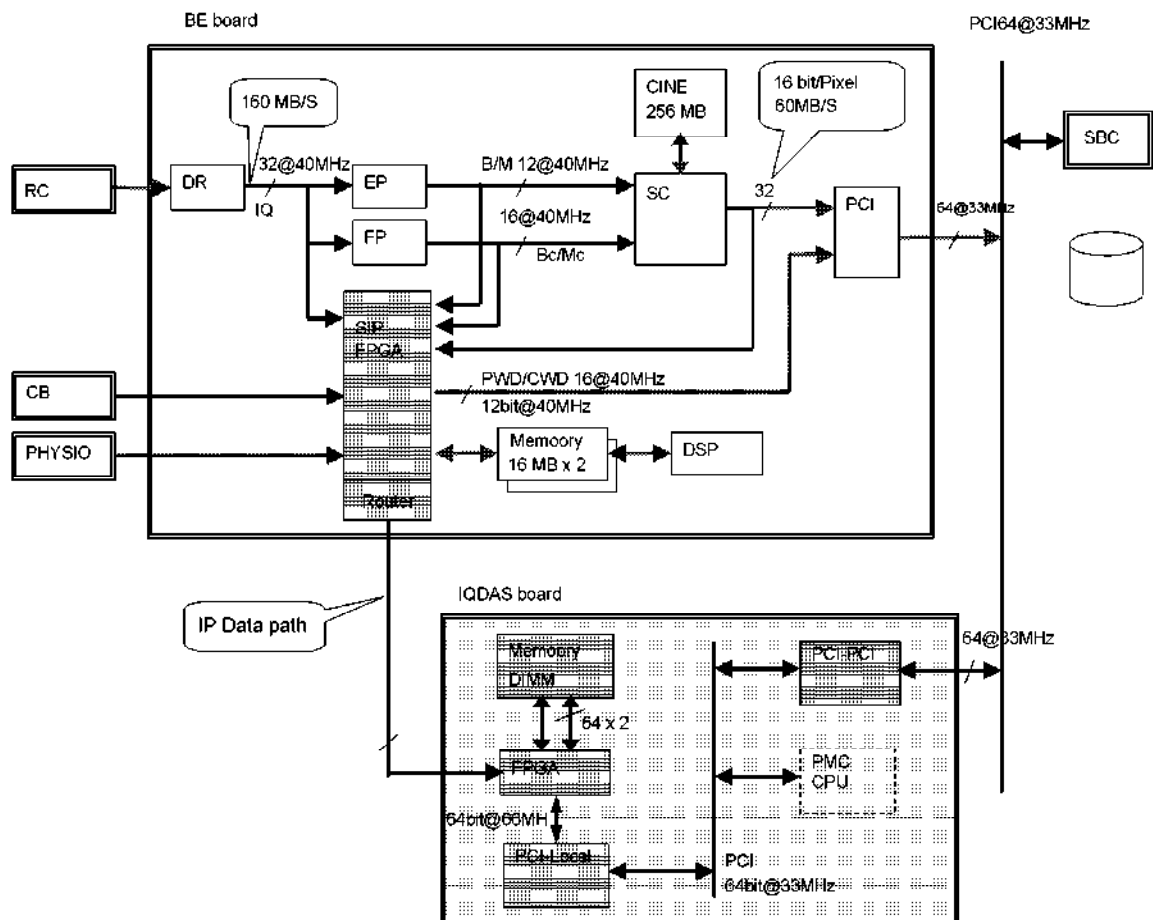 BE board
PCI64@33MHz
160 MB/S
CINE
256 MB
16 bit/Pixel
60MB/S
SBC
RC
DR
32@40MHz
IQ
EP
B/M 12@40MHz
SC
32
PCI
64@33MHz
FP
16@40MHz
Bc/Mc
SIP
FPGA
CB
PWD/CWD 16@40MHz
12bit@40MHz
PHYSIO
Memoory
16 MB x 2
DSP
Router
IP Data path
IQDAS board
Memoory
DIMM
64 x 2
PCI-PCI
64@33MHz
FPGA
PMC
CPU
64bit@66MH
PCI-Local
PCI
64bit@33MHz